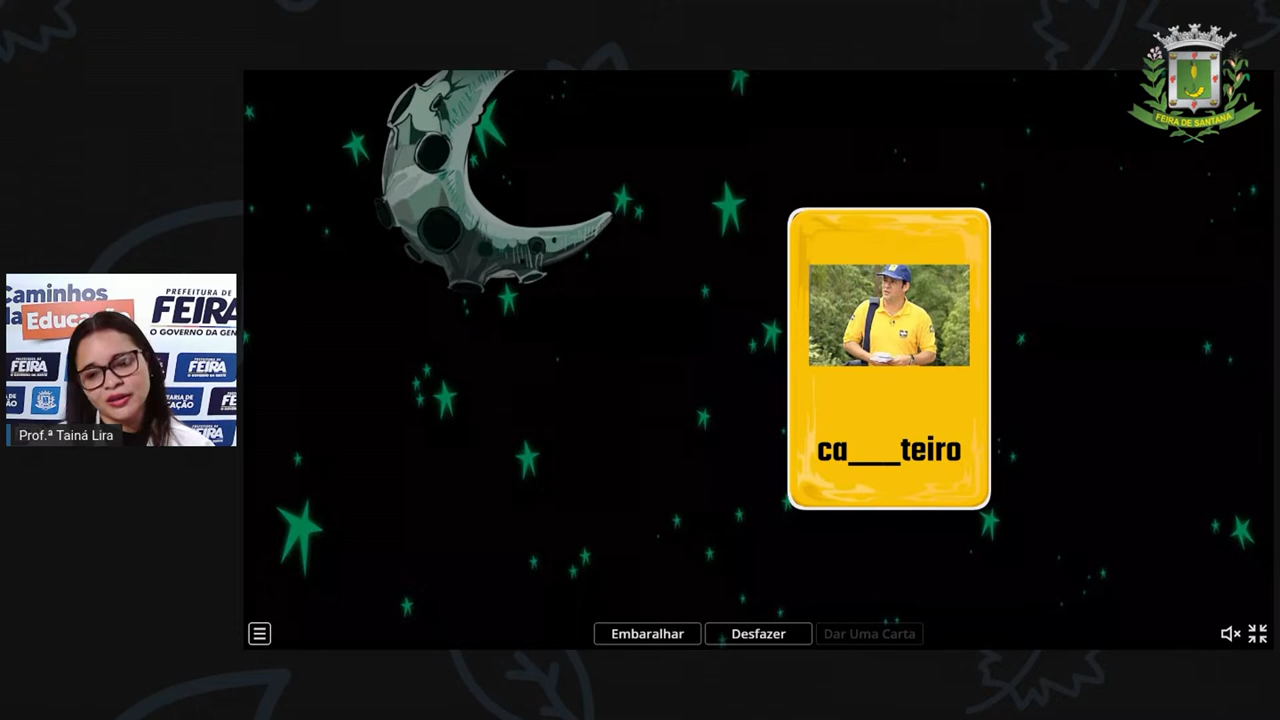 FEIRA DE SANTANA
Caminhos
da Educação
PREFEITURA DE
FEIRA
O GOVERNO DA GEN
FEIRA
FEIRA
Prof.ª Tainá Lira
ca___teiro
Embaralhar
Desfazer
Dar Uma Carta